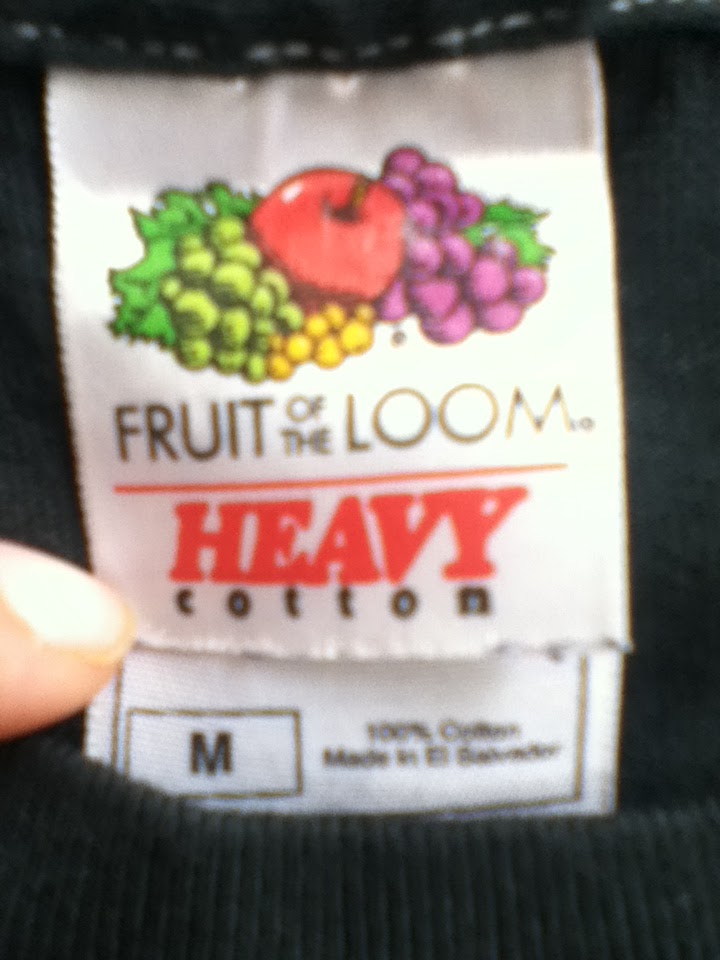 FRUIT OF THE LOOM
HEAVY
cotton
M
100% Cotton
Made In El Salvador